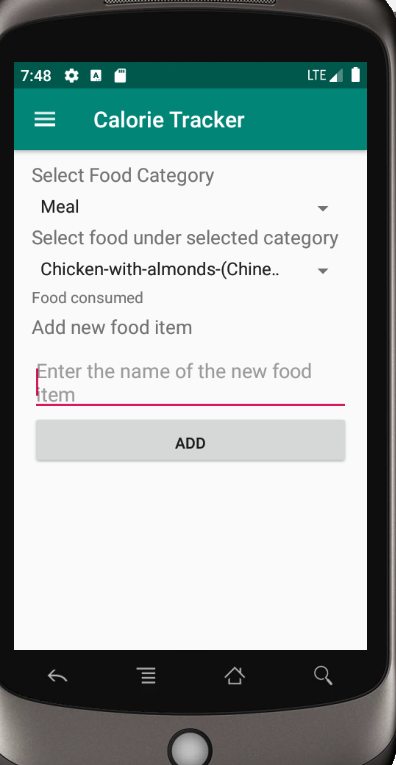 7:48 A LTE
Calorie Tracker
Select Food Category
Meal
Select food under selected category
Chicken-with-almonds-(Chine..
Food consumed
Add new food item
Enter the name of the new food
item
ADD